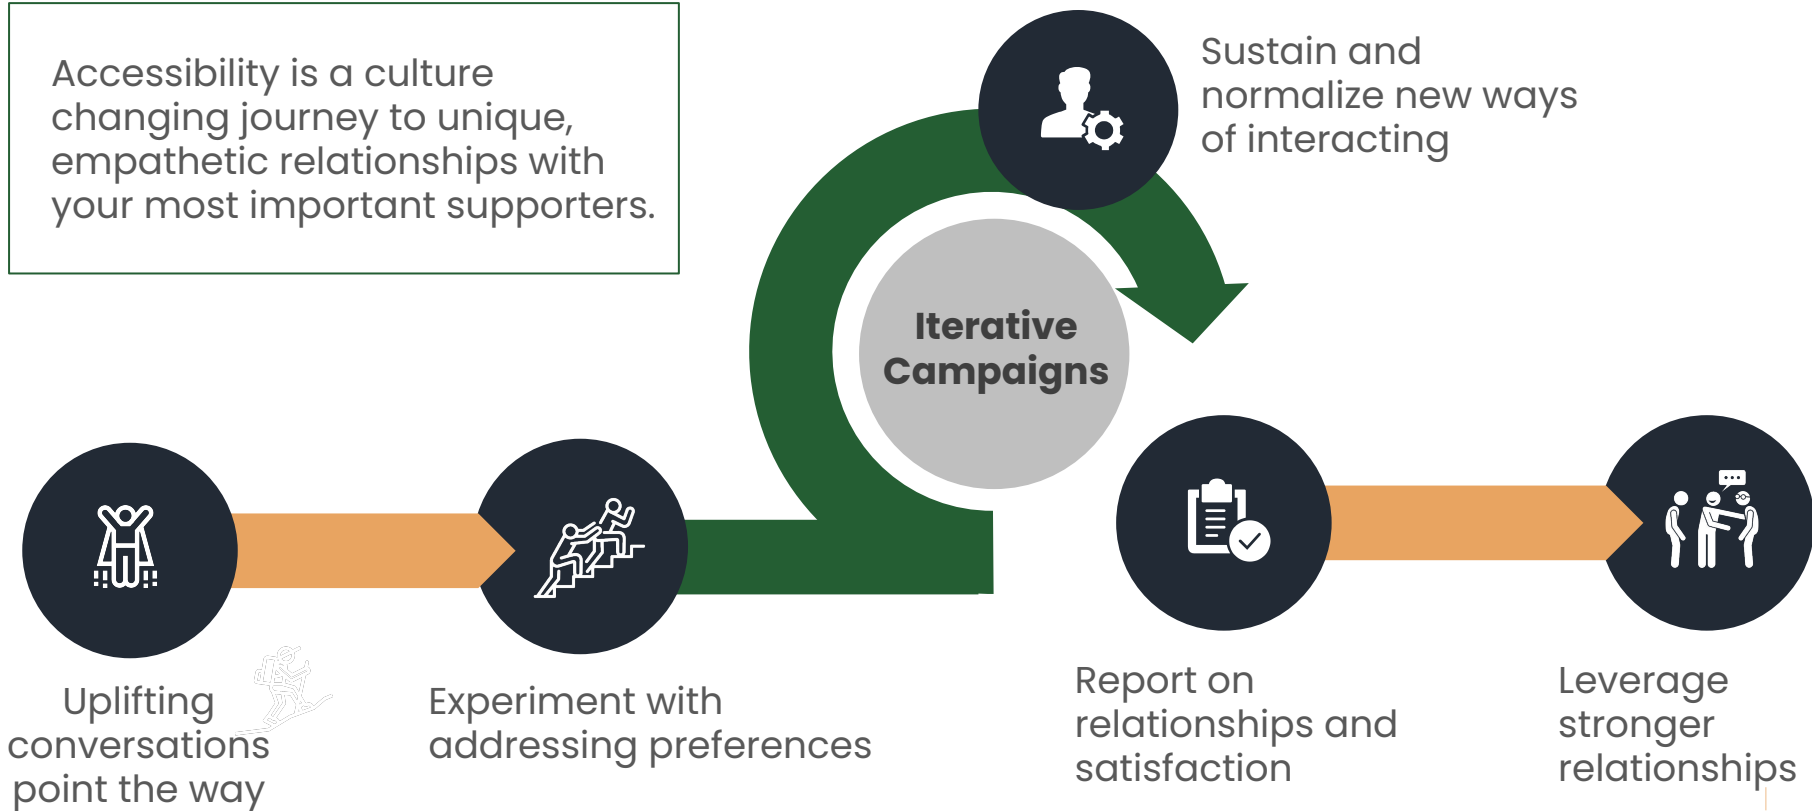 Accessibility is a culture
changing journey to unique,
empathetic relationships with
your most important supporters.
Sustain and
normalize new ways
of interacting
Iterative
Campaigns
Uplifting
conversations
point the way
Experiment with
addressing preferences
Report on
relationships and
satisfaction
Leverage
stronger
relationships